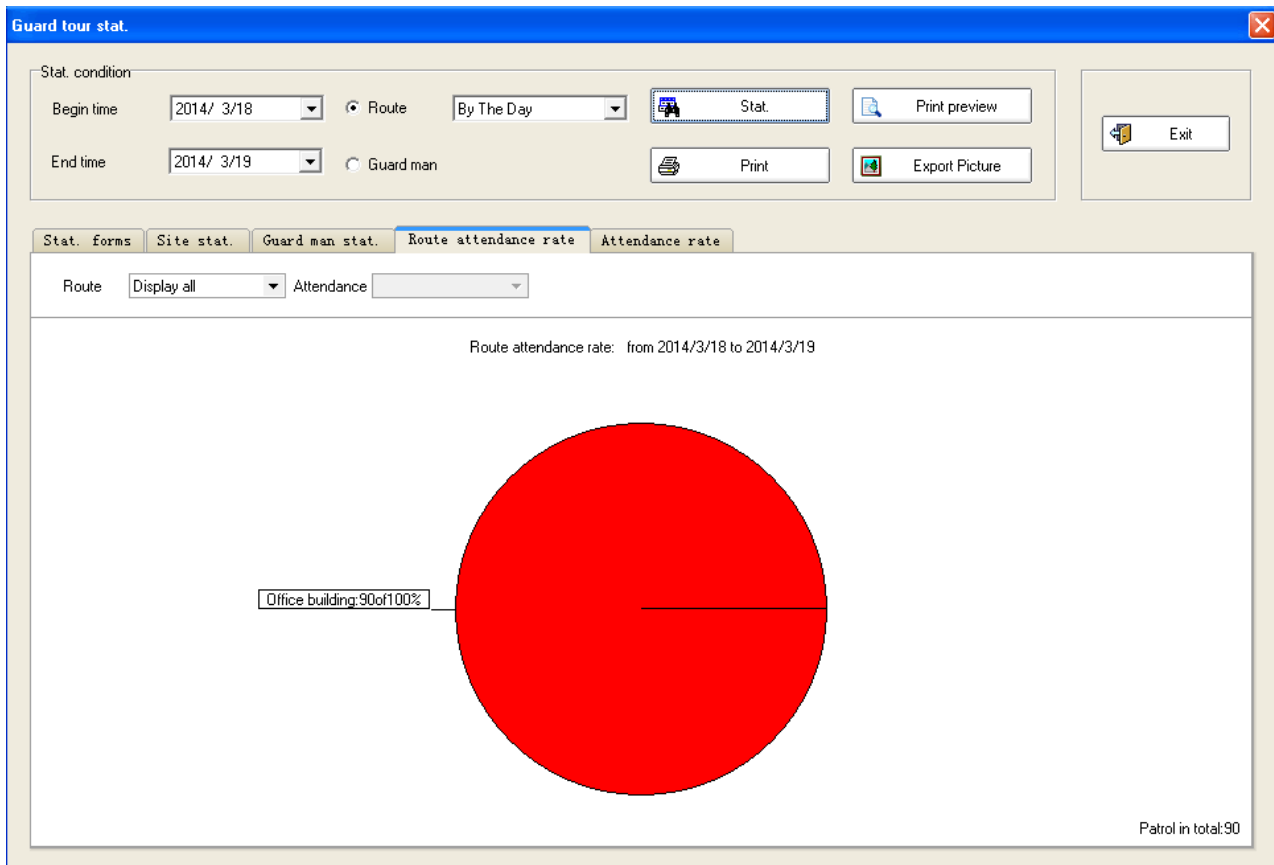 Guard tour stat.
Stat. condition
Begin time 2014/ 3/18 Route By The Day Stat. Print preview
Exit
End time 2014/ 3/19 Guard man Print Export Picture
Stat. forms Site stat. Guard man stat. Route attendance rate Attendance rate
Route Display all Attendance
Route attendance rate: from 2014/3/18 to 2014/3/19
Office building:90of100%
Patrol in total:90